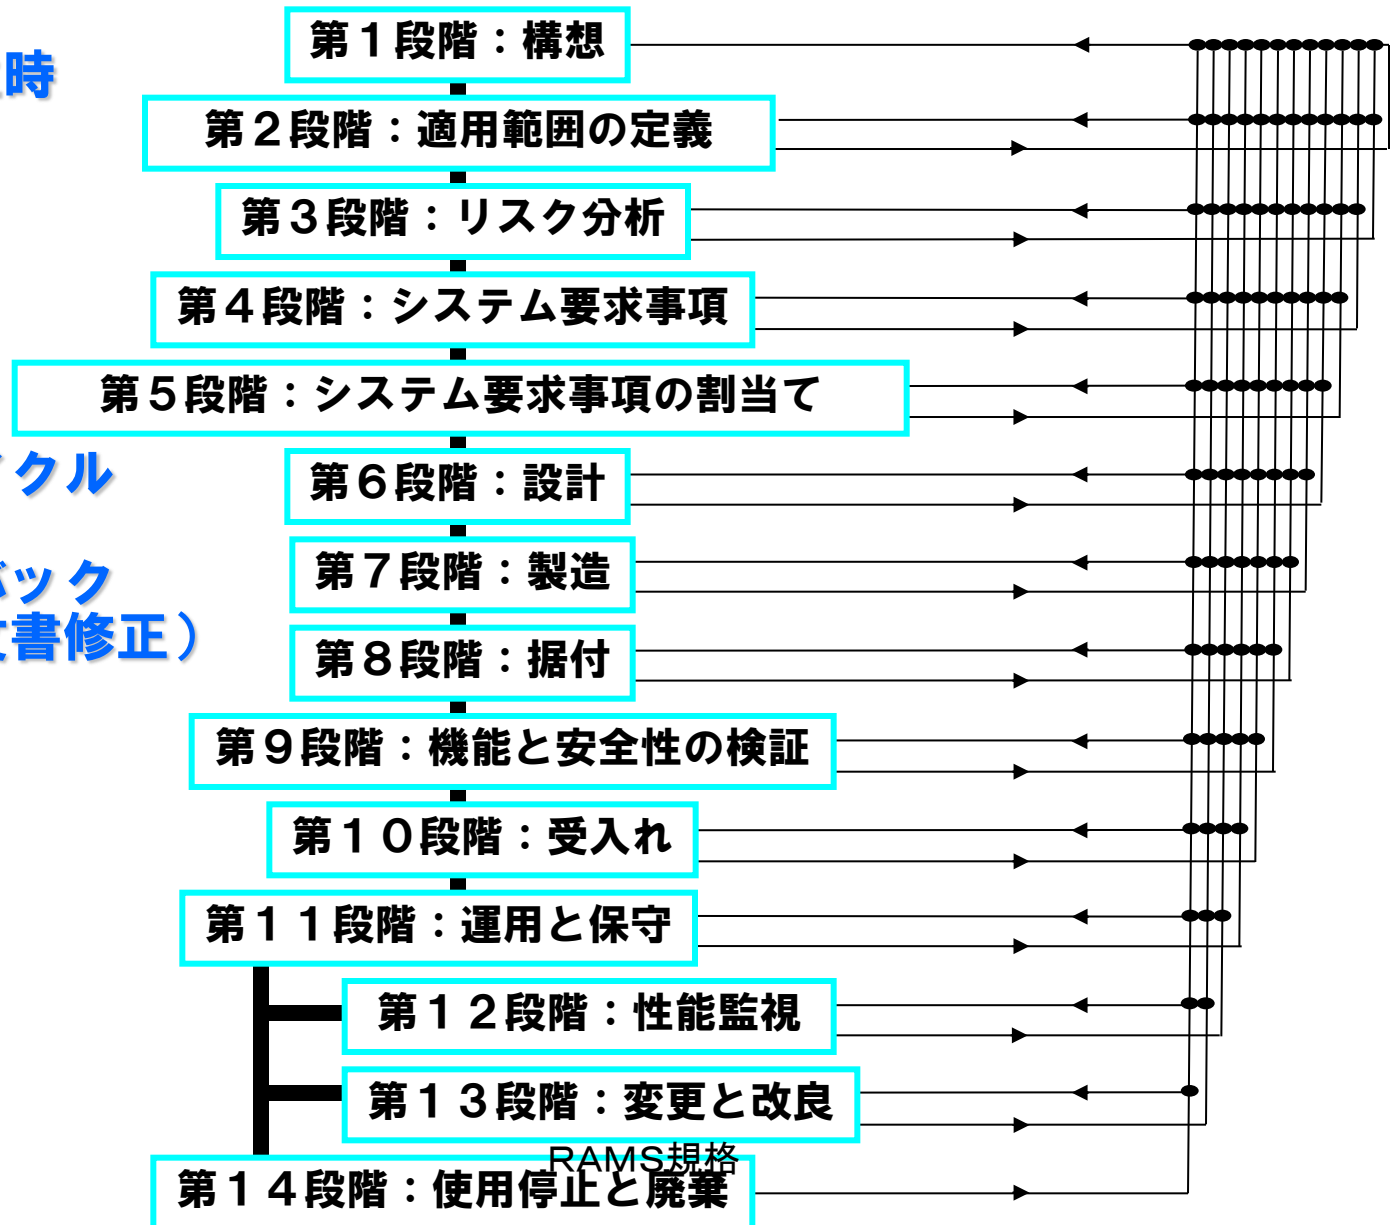 第１段階：構想
時
第２段階：適用範囲の定義
第３段階：リスク分析
第４段階：システム要求事項
第５段階：システム要求事項の割当て
クル
第６段階：設計
バック
第７段階：製造
文書修正）
第８段階：据付
第９段階：機能と安全性の検証
第１０段階：受入れ
第１１段階：運用と保守
第１２段階：性能監視
第１３段階：変更と改良
RAMS規格
第１４段階：使用停止と廃棄